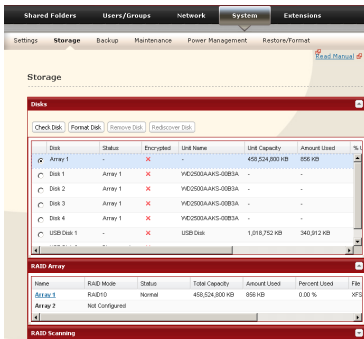 Shared Folders Users/Groups Network System Extensions
Settings Storage Backup Maintenance Power Management Restore/Format
Read Manual
Storage
Disks
Check Disk Format Disk Remove Disk Rediscover Disk
Disk Status Encrypted Unit Name Unit Capacity Amount Used % U
Array 1 - - 458,524,800 KB 856 KB
Disk 1 Array 1 WD2500AAKS-00B3A - -
Disk 2 Array 1 WD2500AAKS-00B3A - -
Disk 3 Array 1 WD2500AAKS-00B3A - -
Disk 4 Array 1 WD2500AAKS-00B3A - -
USB Disk 1 - USB Disk 1,018,752 KB 340,912 KB
RAID Array
Name RAID Mode Status Total Capacity Amount Used Percent Used File
Array 1 RAID10 Normal 458,524,800 KB 856 KB 0.00 % XFS
Array 2 Not Configured
RAID Scanning